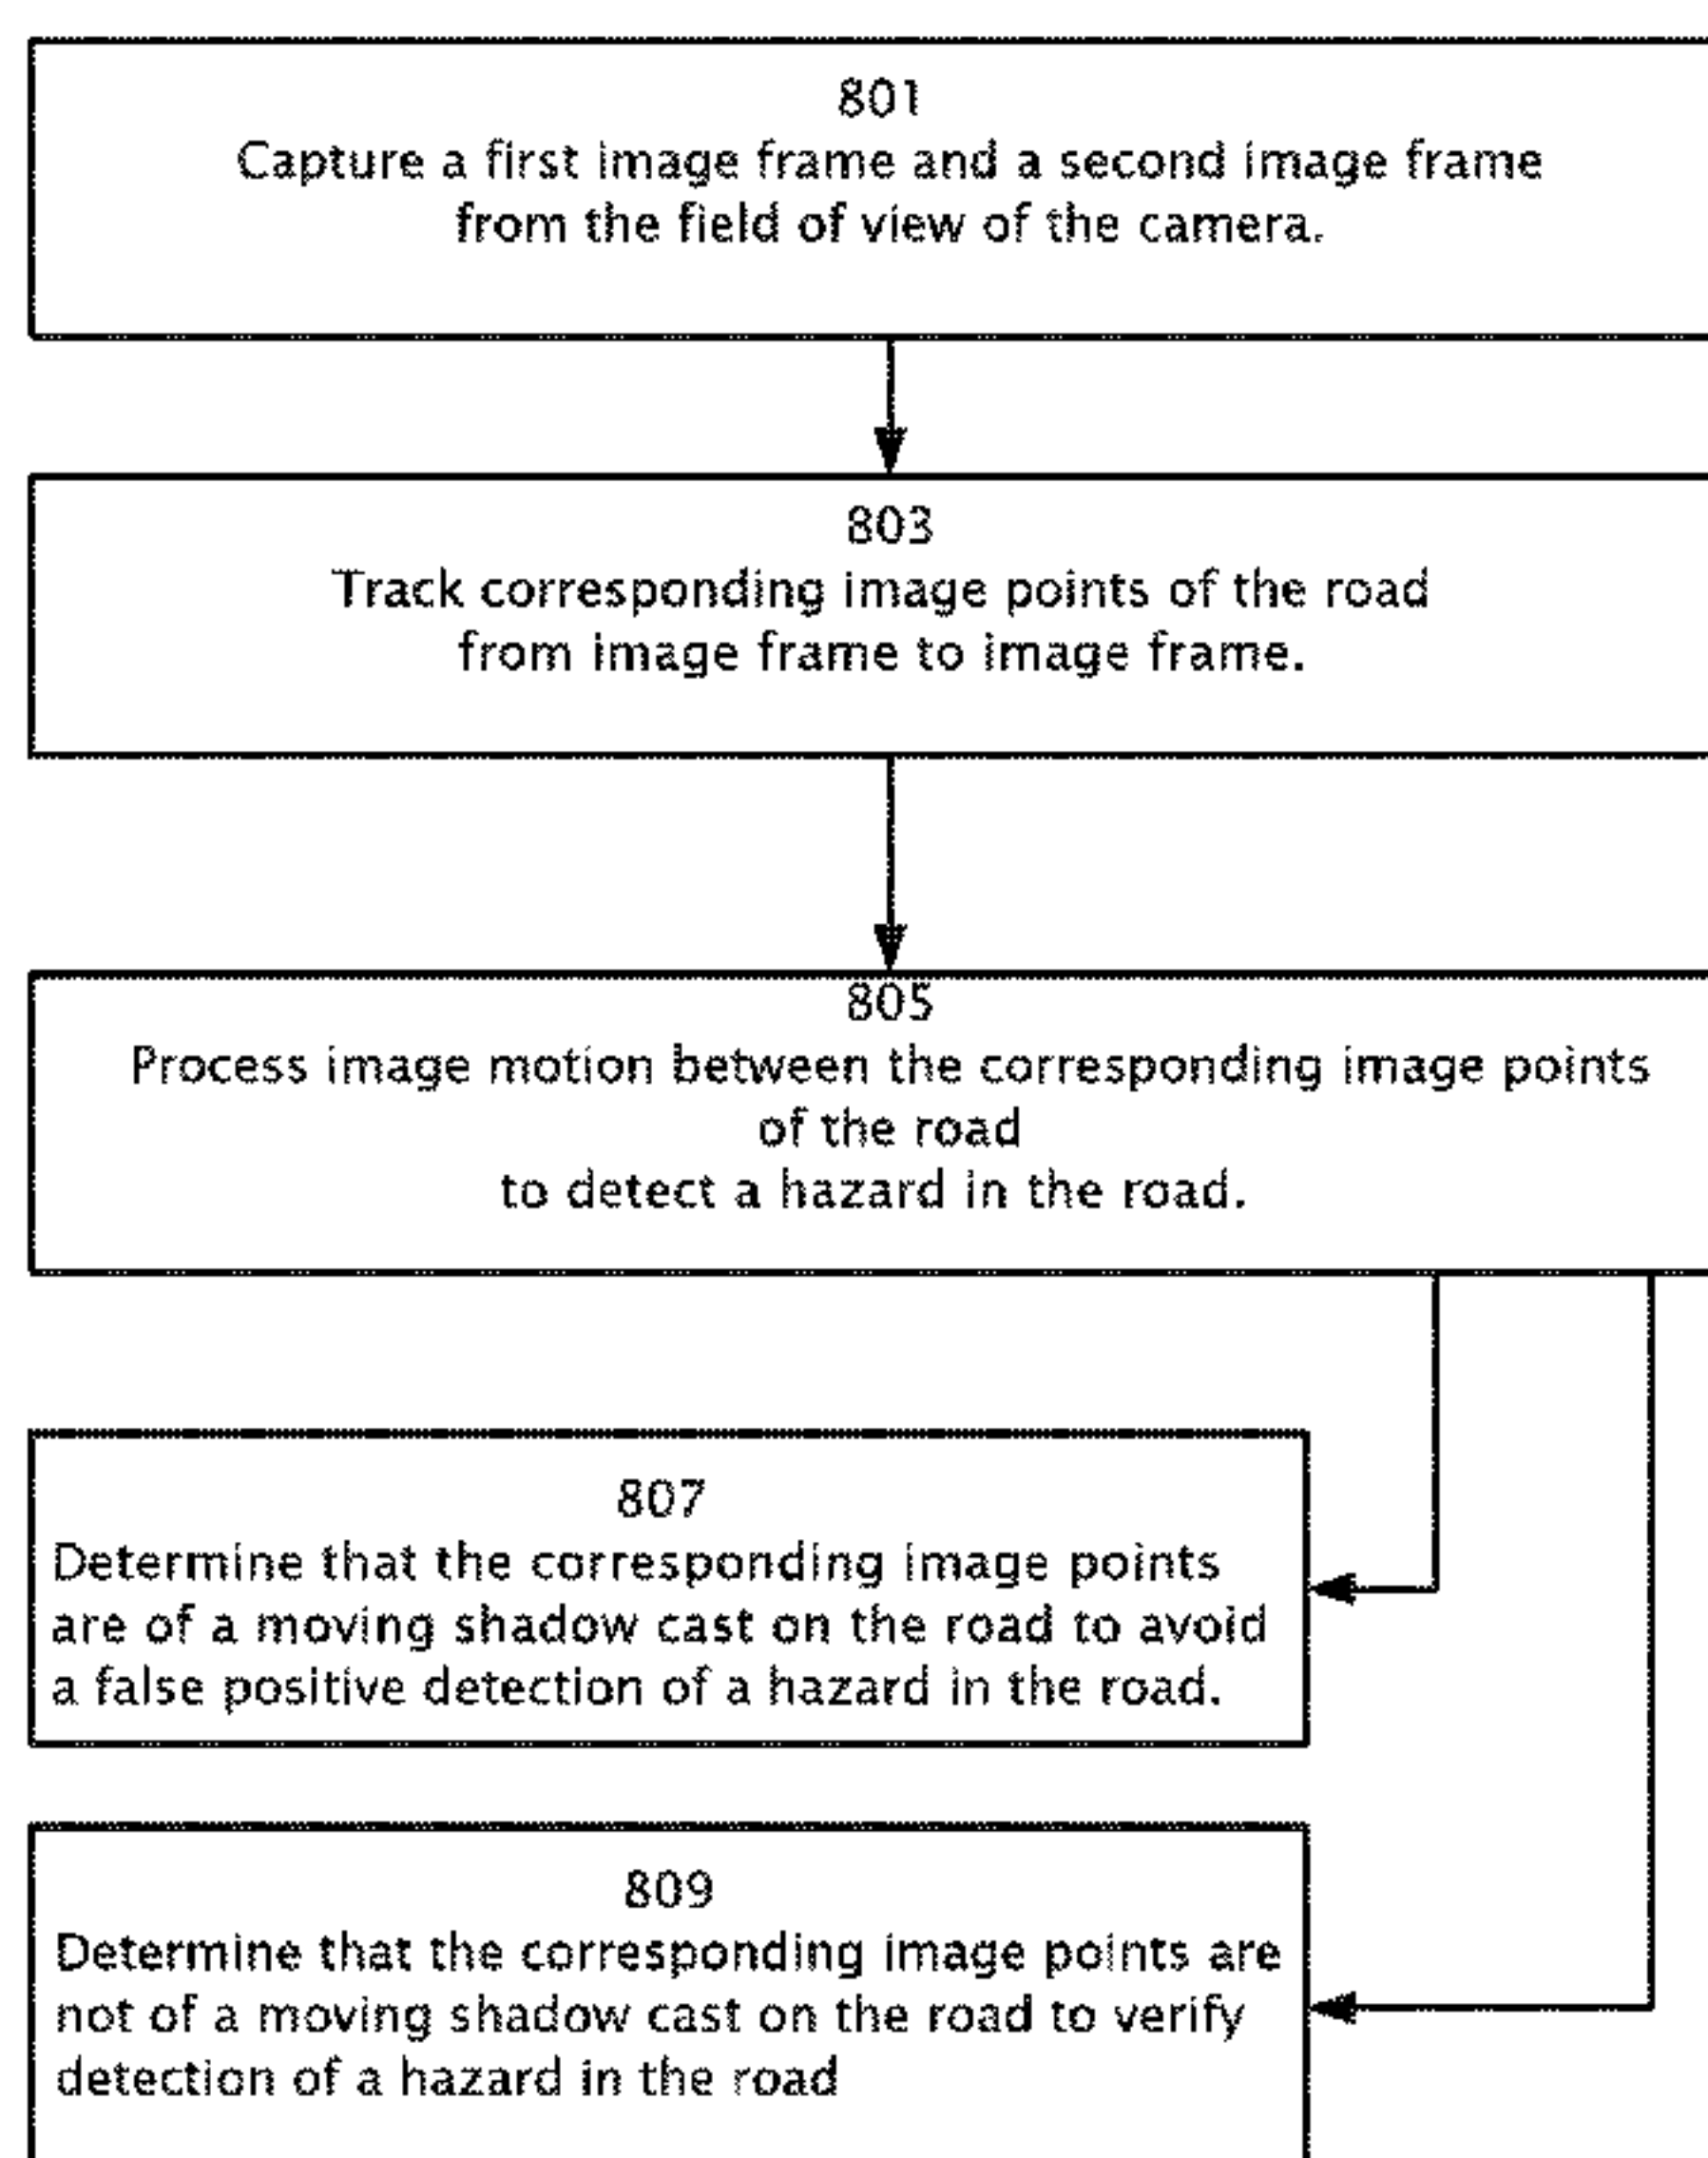 801
Capture a first image frame and a second image frame
from the field of view of the camera.
803
Track corresponding image points of the road
from image frame to image frame.
805
Process image motion between the corresponding image points
of the road
to detect a hazard in the road.
807
Determine that the corresponding image points
are of a moving shadow cast on the road to avoid
a false positive detection of a hazard in the road.
809
Determine that the corresponding image points are
not of a moving shadow cast on the road to verify
detection of a hazard in the road